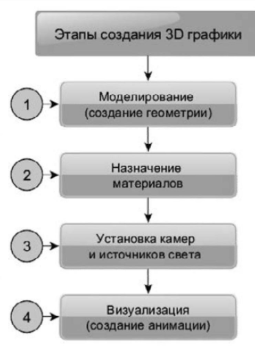 Этапы создания 3D графики
1
Моделирование
(создание геометрии)
2
Назначение
материалов
3
Установка камер
и источников света
4
Визуализация
(создание анимации)